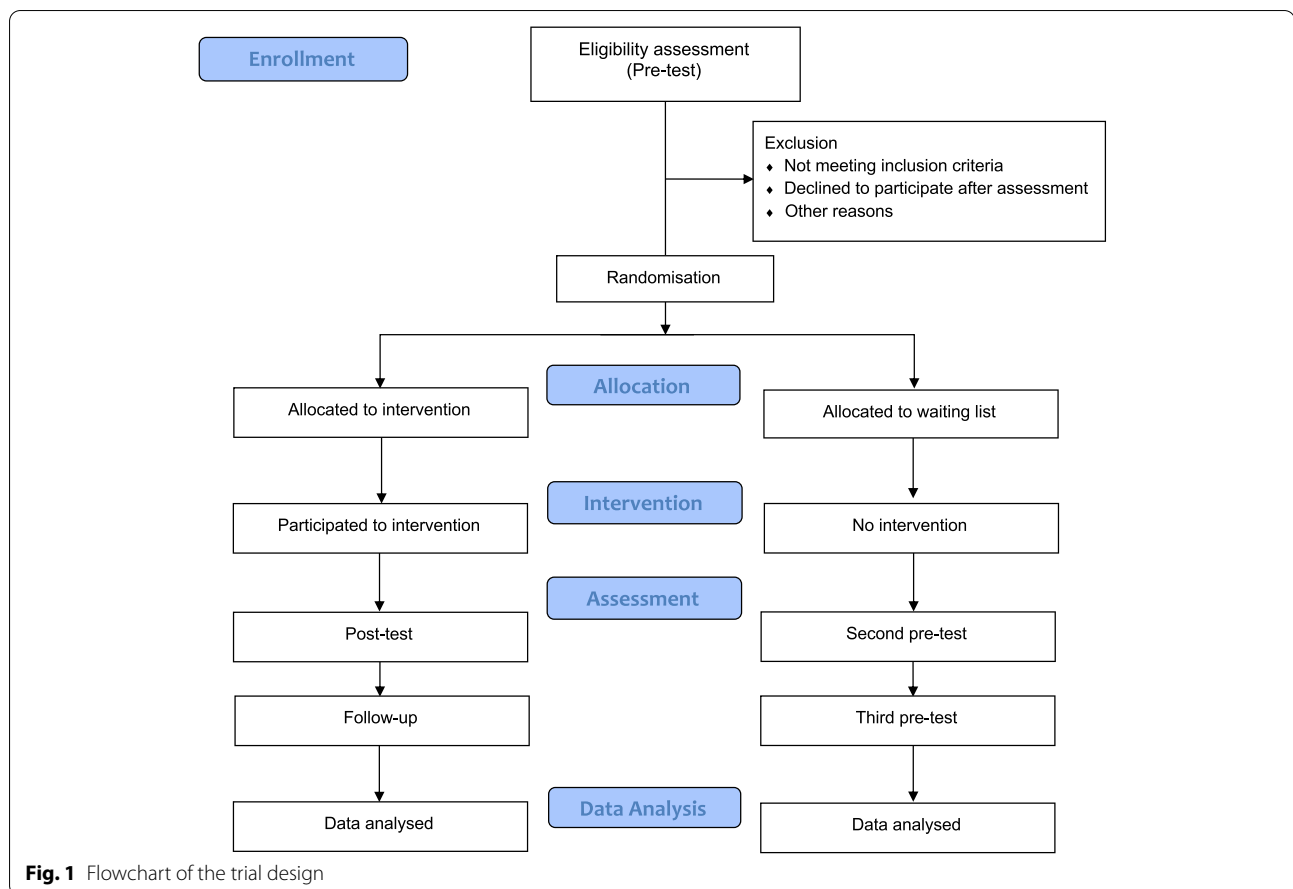 Enrollment
Eligibility assessment
(Pre-test)
Exclusion
♦ Not meeting inclusion criteria
♦ Declined to participate after assessment
♦ Other reasons
Randomisation
Allocation
Allocated to intervention
Allocated to waiting list
Intervention
Participated to intervention
No intervention
Assessment
Post-test
Second pre-test
Follow-up
Third pre-test
Data Analysis
Data analysed
Data analysed
Fig. 1 Flowchart of the trial design